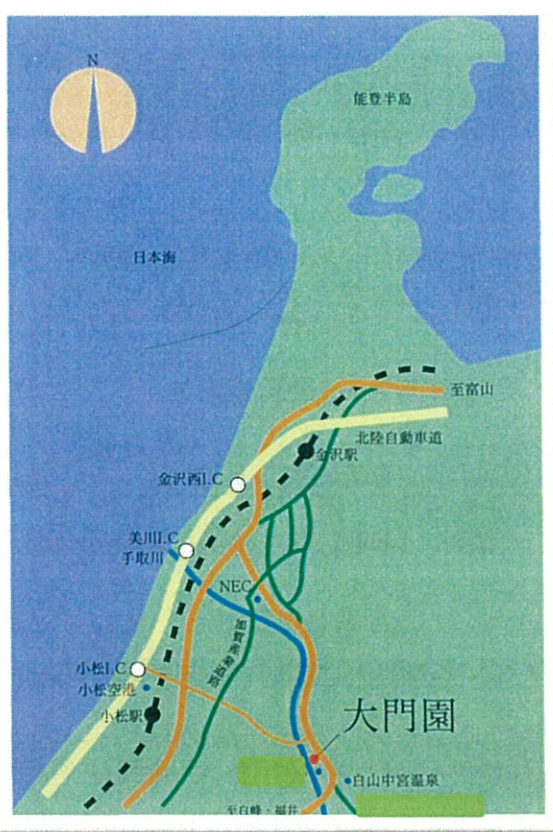 N
能登半島
日本海
至富山
北陸自動車道
金沢駅
金沢西I.C
美川I.C
手取川
NEC
加賀産業道路
小松I.C
小松空港
小松駅
大門園
白山中宮温泉
至白峰・福井